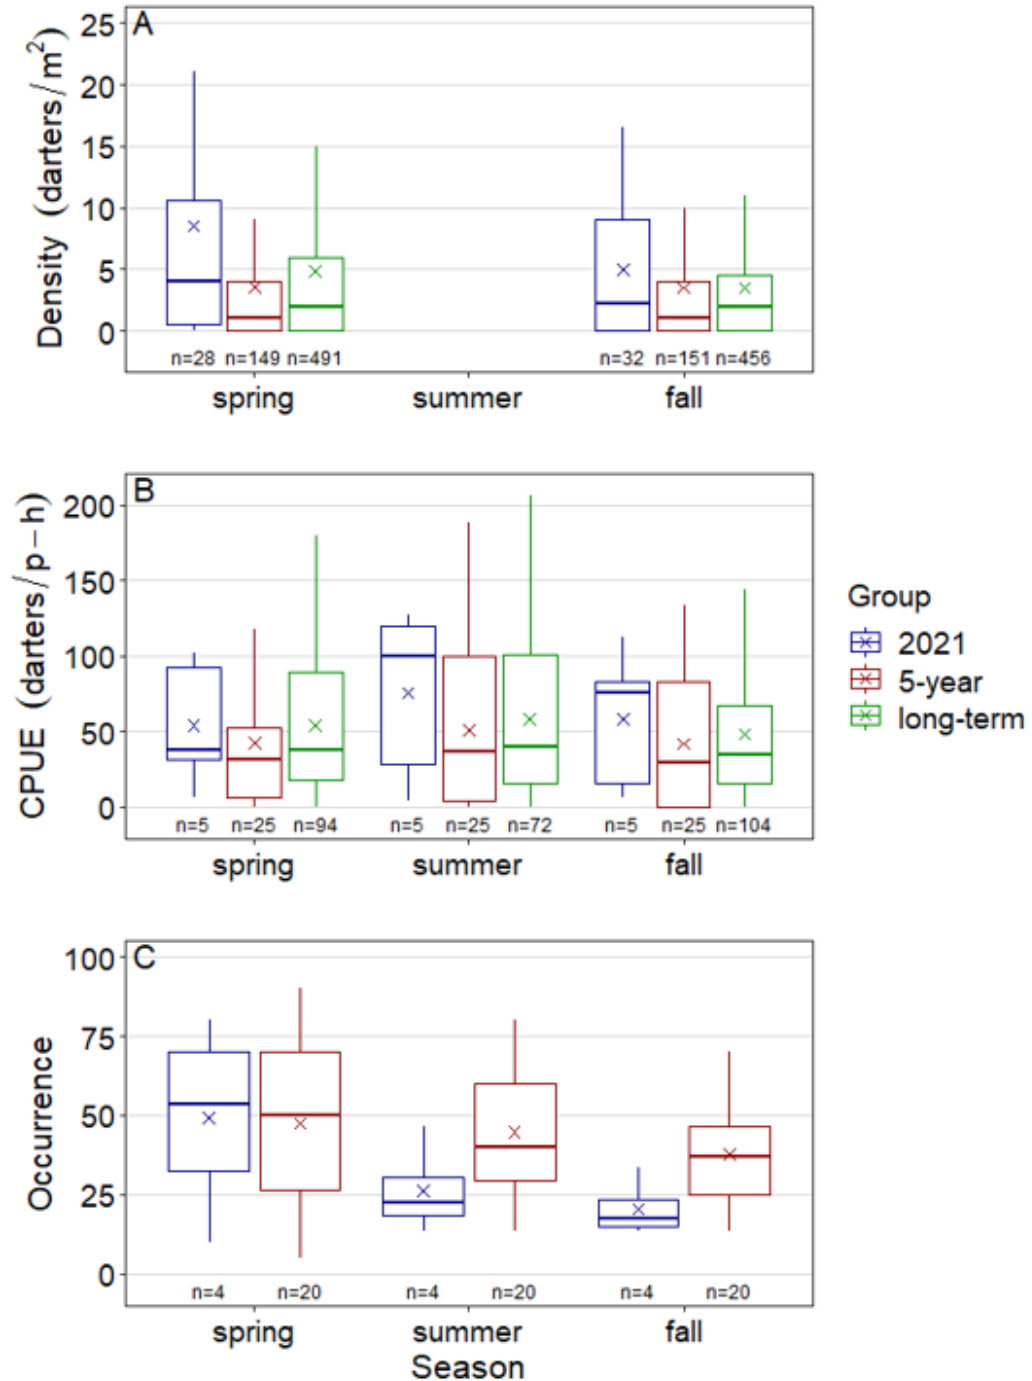 A
Density (darters/m²)
25
20
15
10
5
0
n=28 n=149 n=491
n=32 n=151 n=456
spring summer fall
B
CPUE (darters/p−h)
200
150
100
50
0
n=5 n=25 n=94 n=5 n=25 n=72 n=5 n=25 n=104
spring summer fall
Group
2021
5-year
long-term
C
Occurrence
100
75
50
25
0
n=4 n=20 n=4 n=20 n=4 n=20
spring summer fall
Season